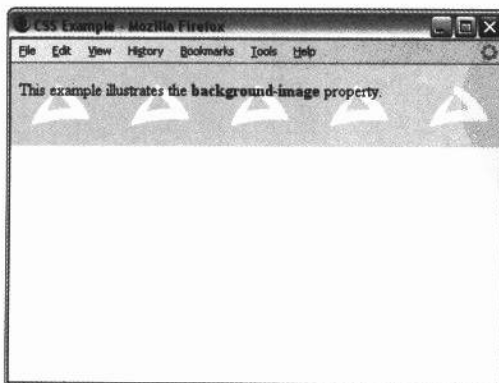 CSS Example - Mozilla Firefox
File Edit View History Bookmarks Tools Help
This example illustrates the background-image property.